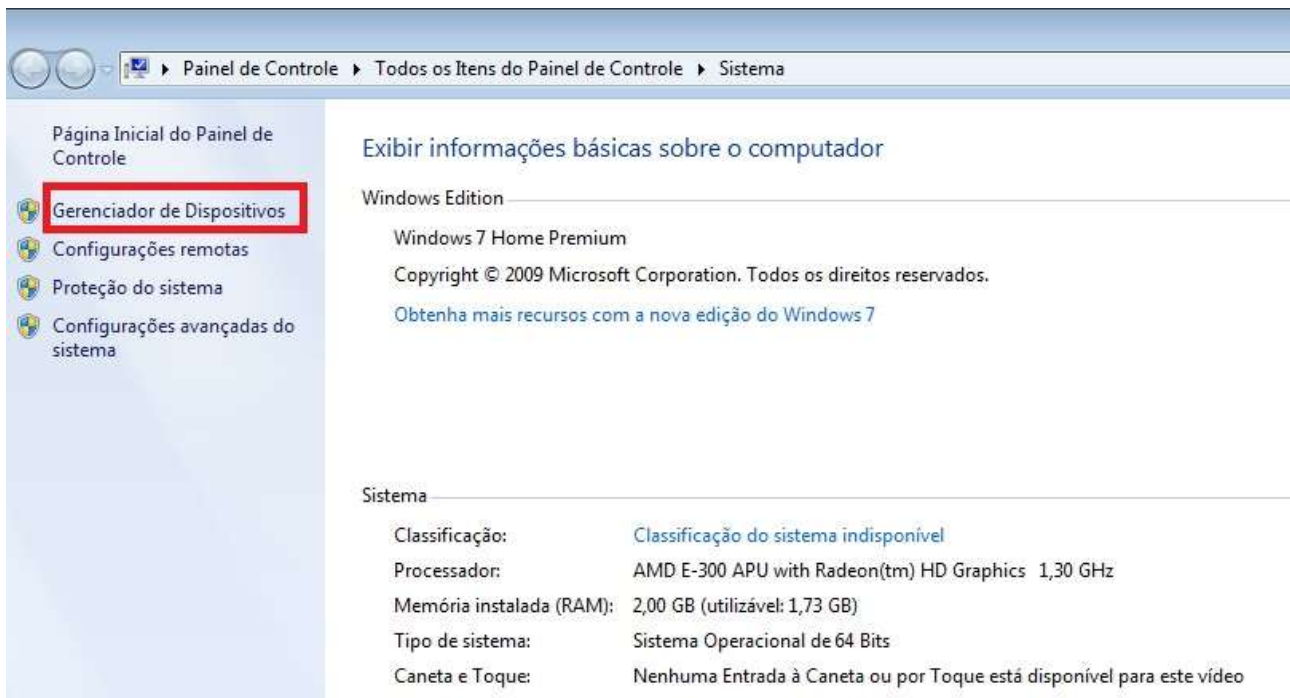 Painel de Controle ▸ Todos os Itens do Painel de Controle ▸ Sistema
Página Inicial do Painel de
Controle
Gerenciador de Dispositivos
Configurações remotas
Proteção do sistema
Configurações avançadas do
sistema
Exibir informações básicas sobre o computador
Windows Edition
Windows 7 Home Premium
Copyright © 2009 Microsoft Corporation. Todos os direitos reservados.
Obtenha mais recursos com a nova edição do Windows 7
Sistema
Classificação: Classificação do sistema indisponível
Processador: AMD E-300 APU with Radeon(tm) HD Graphics 1,30 GHz
Memória instalada (RAM): 2,00 GB (utilizável: 1,73 GB)
Tipo de sistema: Sistema Operacional de 64 Bits
Caneta e Toque: Nenhuma Entrada à Caneta ou por Toque está disponível para este vídeo